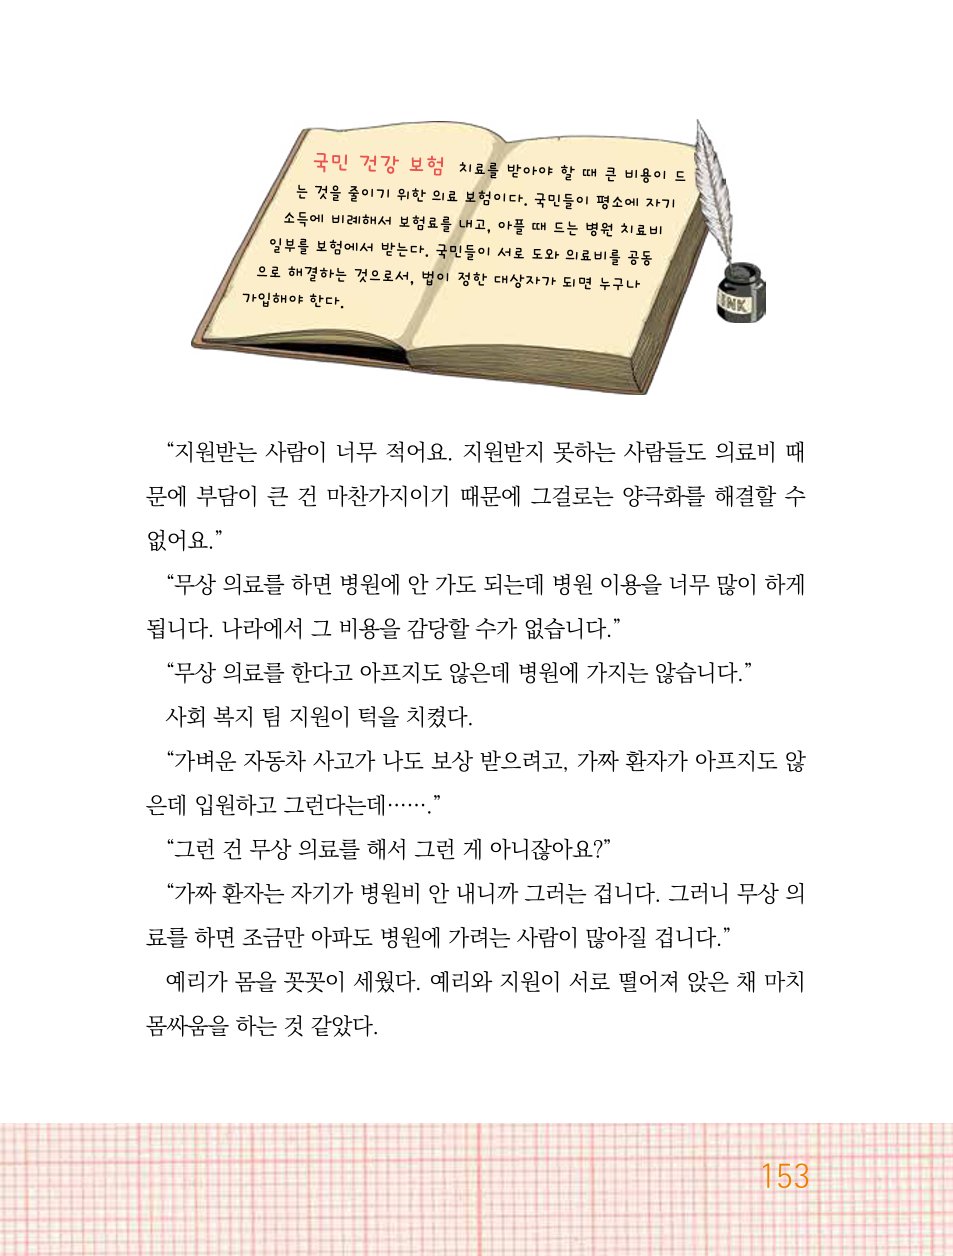 국민 건강 보험 치료를 받아야 할 때 큰 비용이 드
는 것을 줄이기 위한 의료 보험이다. 국민들이 평소에 자기
소득에 비례해서 보험료를 내고, 아플 때 드는 병원 치료비
일부를 보험에서 받는다. 국민들이 서로 도와 의료비를 공동
으로 해결하는 것으로서, 법이 정한 대상자가 되면 누구나
가입해야 한다.
INK
“지원받는 사람이 너무 적어요. 지원받지 못하는 사람들도 의료비 때
문에 부담이 큰 건 마찬가지이기 때문에 그걸로는 양극화를 해결할 수
없어요.”
“무상 의료를 하면 병원에 안 가도 되는데 병원 이용을 너무 많이 하게
됩니다. 나라에서 그 비용을 감당할 수가 없습니다.”
“무상 의료를 한다고 아프지도 않은데 병원에 가지는 않습니다.”
사회 복지 팀 지원이 턱을 치켰다.
“가벼운 자동차 사고가 나도 보상 받으려고, 가짜 환자가 아프지도 않
은데 입원하고 그런다는데…….”
“그런 건 무상 의료를 해서 그런 게 아니잖아요?”
“가짜 환자는 자기가 병원비 안 내니까 그러는 겁니다. 그러니 무상 의
료를 하면 조금만 아파도 병원에 가려는 사람이 많아질 겁니다.”
예리가 몸을 꼿꼿이 세웠다. 예리와 지원이 서로 떨어져 앉은 채 마치
몸싸움을 하는 것 같았다.
153